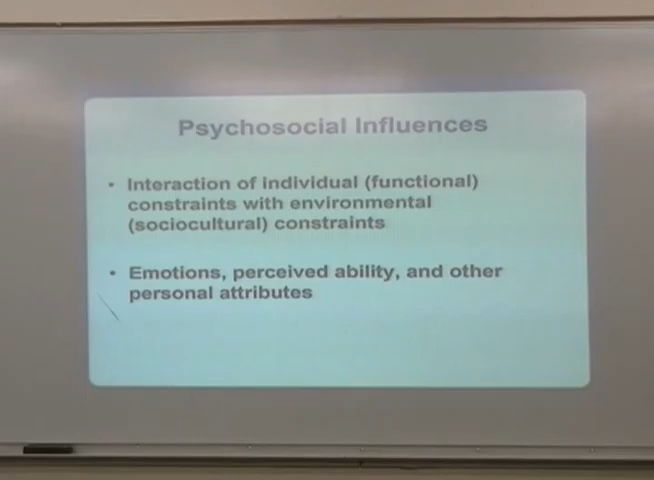 Psychosocial Influences
• Interaction of individual (functional)
constraints with environmental
(sociocultural) constraints
• Emotions, perceived ability, and other
personal attributes